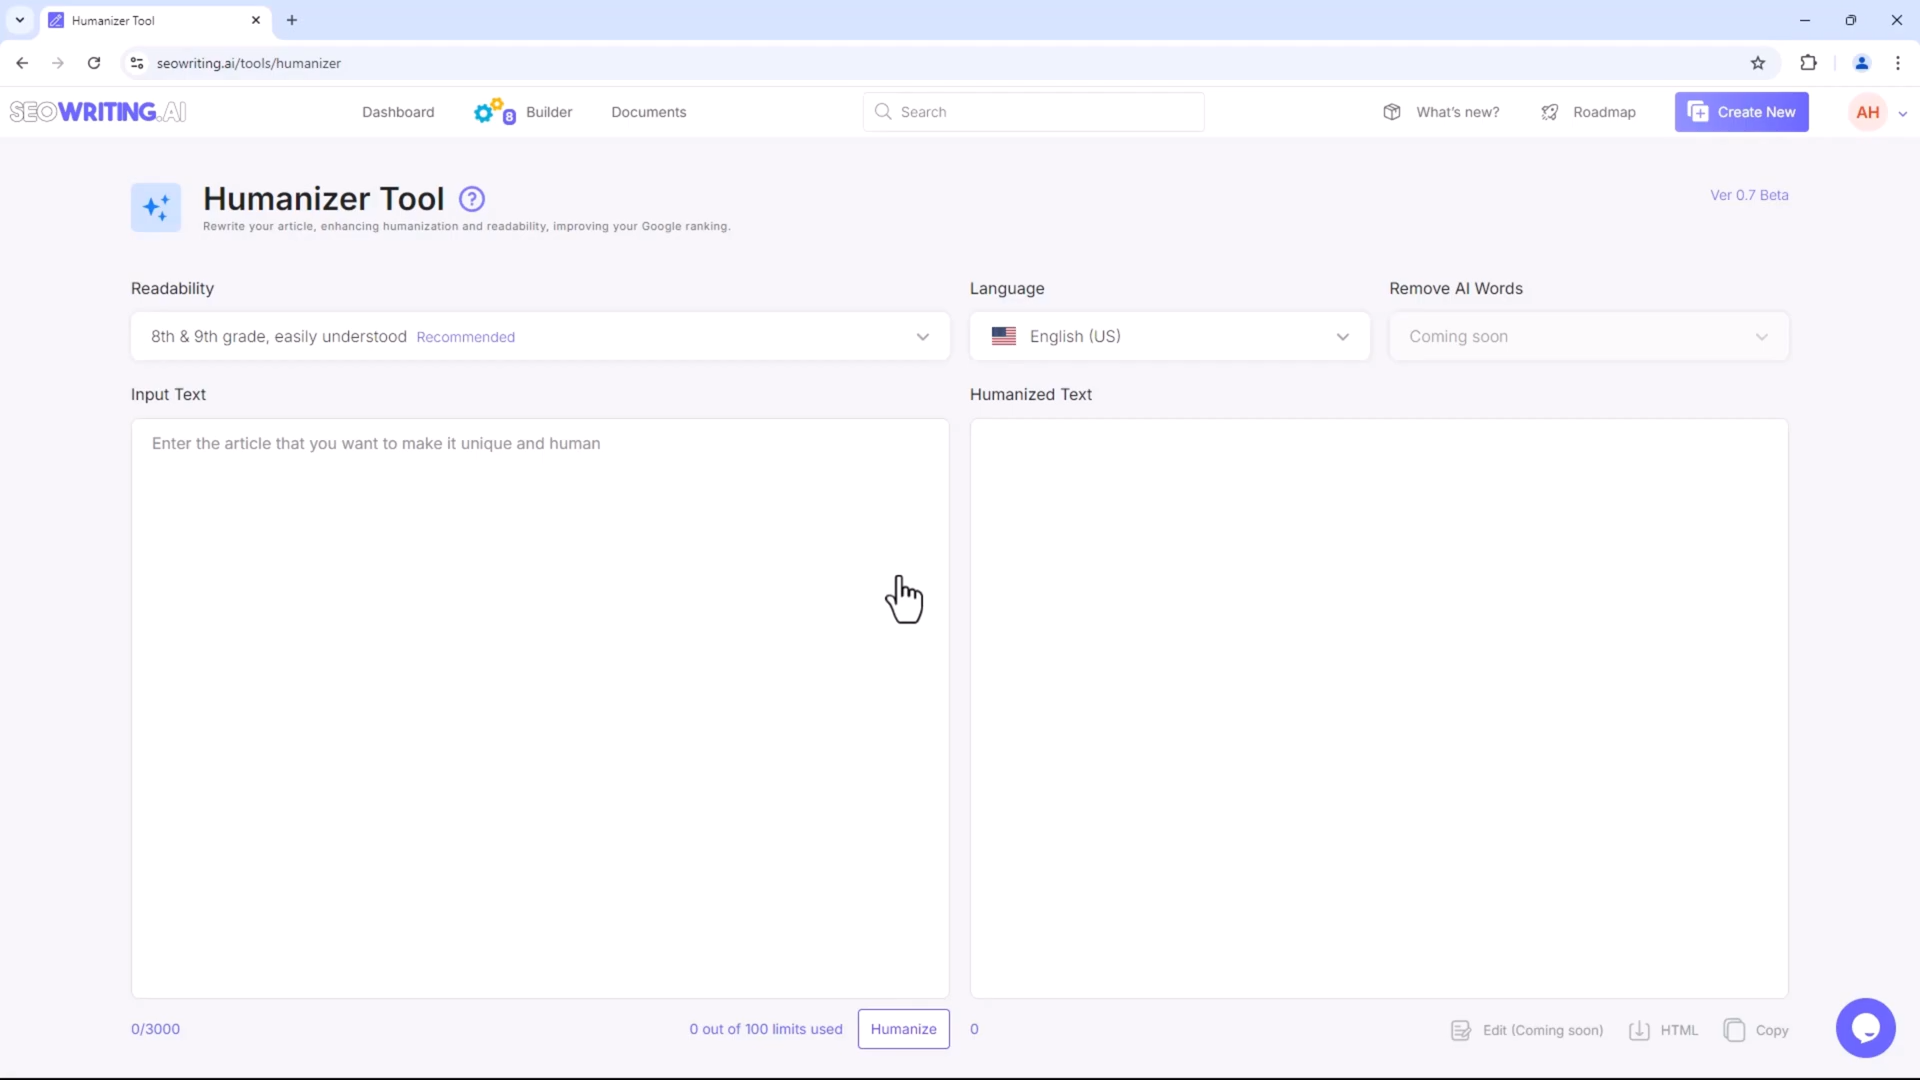 Humanizer Tool
seowriting.ai/tools/humanizer
SEOWRITING.AI
Dashboard
8
Builder
Documents
Search
What's new?
Roadmap
Create New
AH
Humanizer Tool ?
Ver 0.7 Beta
Rewrite your article, enhancing humanization and readability, improving your Google ranking.
Readability
Language
Remove AI Words
8th & 9th grade, easily understood Recommended
English (US)
Coming soon
Input Text
Humanized Text
Enter the article that you want to make it unique and human
0/3000
0 out of 100 limits used
Humanize
0
Edit (Coming soon)
HTML
Copy